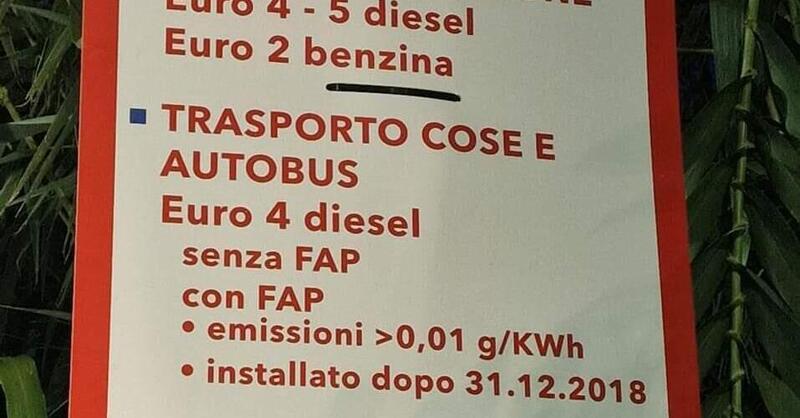 Euro 4 - 5 diesel
Euro 2 benzina
TRASPORTO COSE E
AUTOBUS
Euro 4 diesel
senza FAP
con FAP
• emissioni >0,01 g/KWh
• installato dopo 31.12.2018